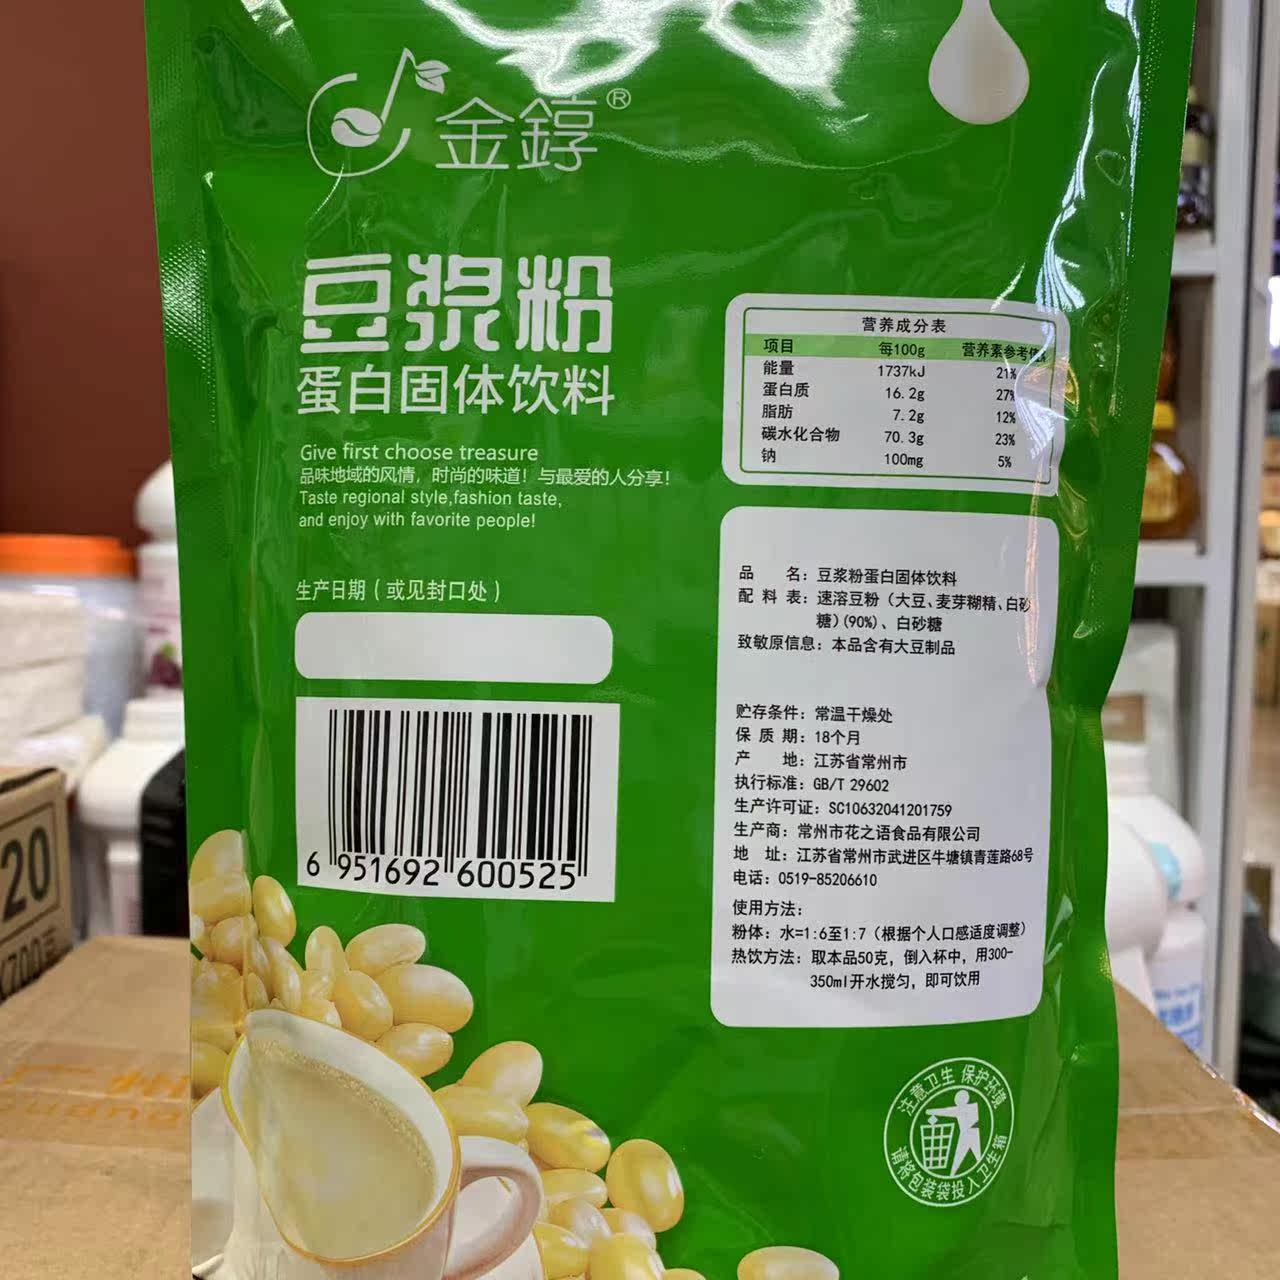 金錞®
豆浆粉
蛋白固体饮料
Give first choose treasure
品味地域的风情，时尚的味道！与最爱的人分享！
Taste regional style,fashion taste,
and enjoy with favorite people!
生产日期（或见封口处）
6 951692 600525
营养成分表
项目 每100g 营养素参考值%
能量 1737kJ 21%
蛋白质 16.2g 27%
脂肪 7.2g 12%
碳水化合物 70.3g 23%
钠 100mg 5%
品 名：豆浆粉蛋白固体饮料
配 料 表：速溶豆粉（大豆、麦芽糊精、白砂
糖）(90%)、白砂糖
致敏原信息：本品含有大豆制品
贮存条件：常温干燥处
保 质 期：18个月
产 地：江苏省常州市
执行标准：GB/T 29602
生产许可证：SC10632041201759
生产商：常州市花之语食品有限公司
地 址：江苏省常州市武进区牛塘镇青莲路68号
电话：0519-85206610
使用方法：
粉体：水=1:6至1:7（根据个人口感适度调整）
热饮方法：取本品50克，倒入杯中，用300-
350ml开水搅匀，即可饮用
注意卫生 保护环境
请将包装袋投入卫生箱
20